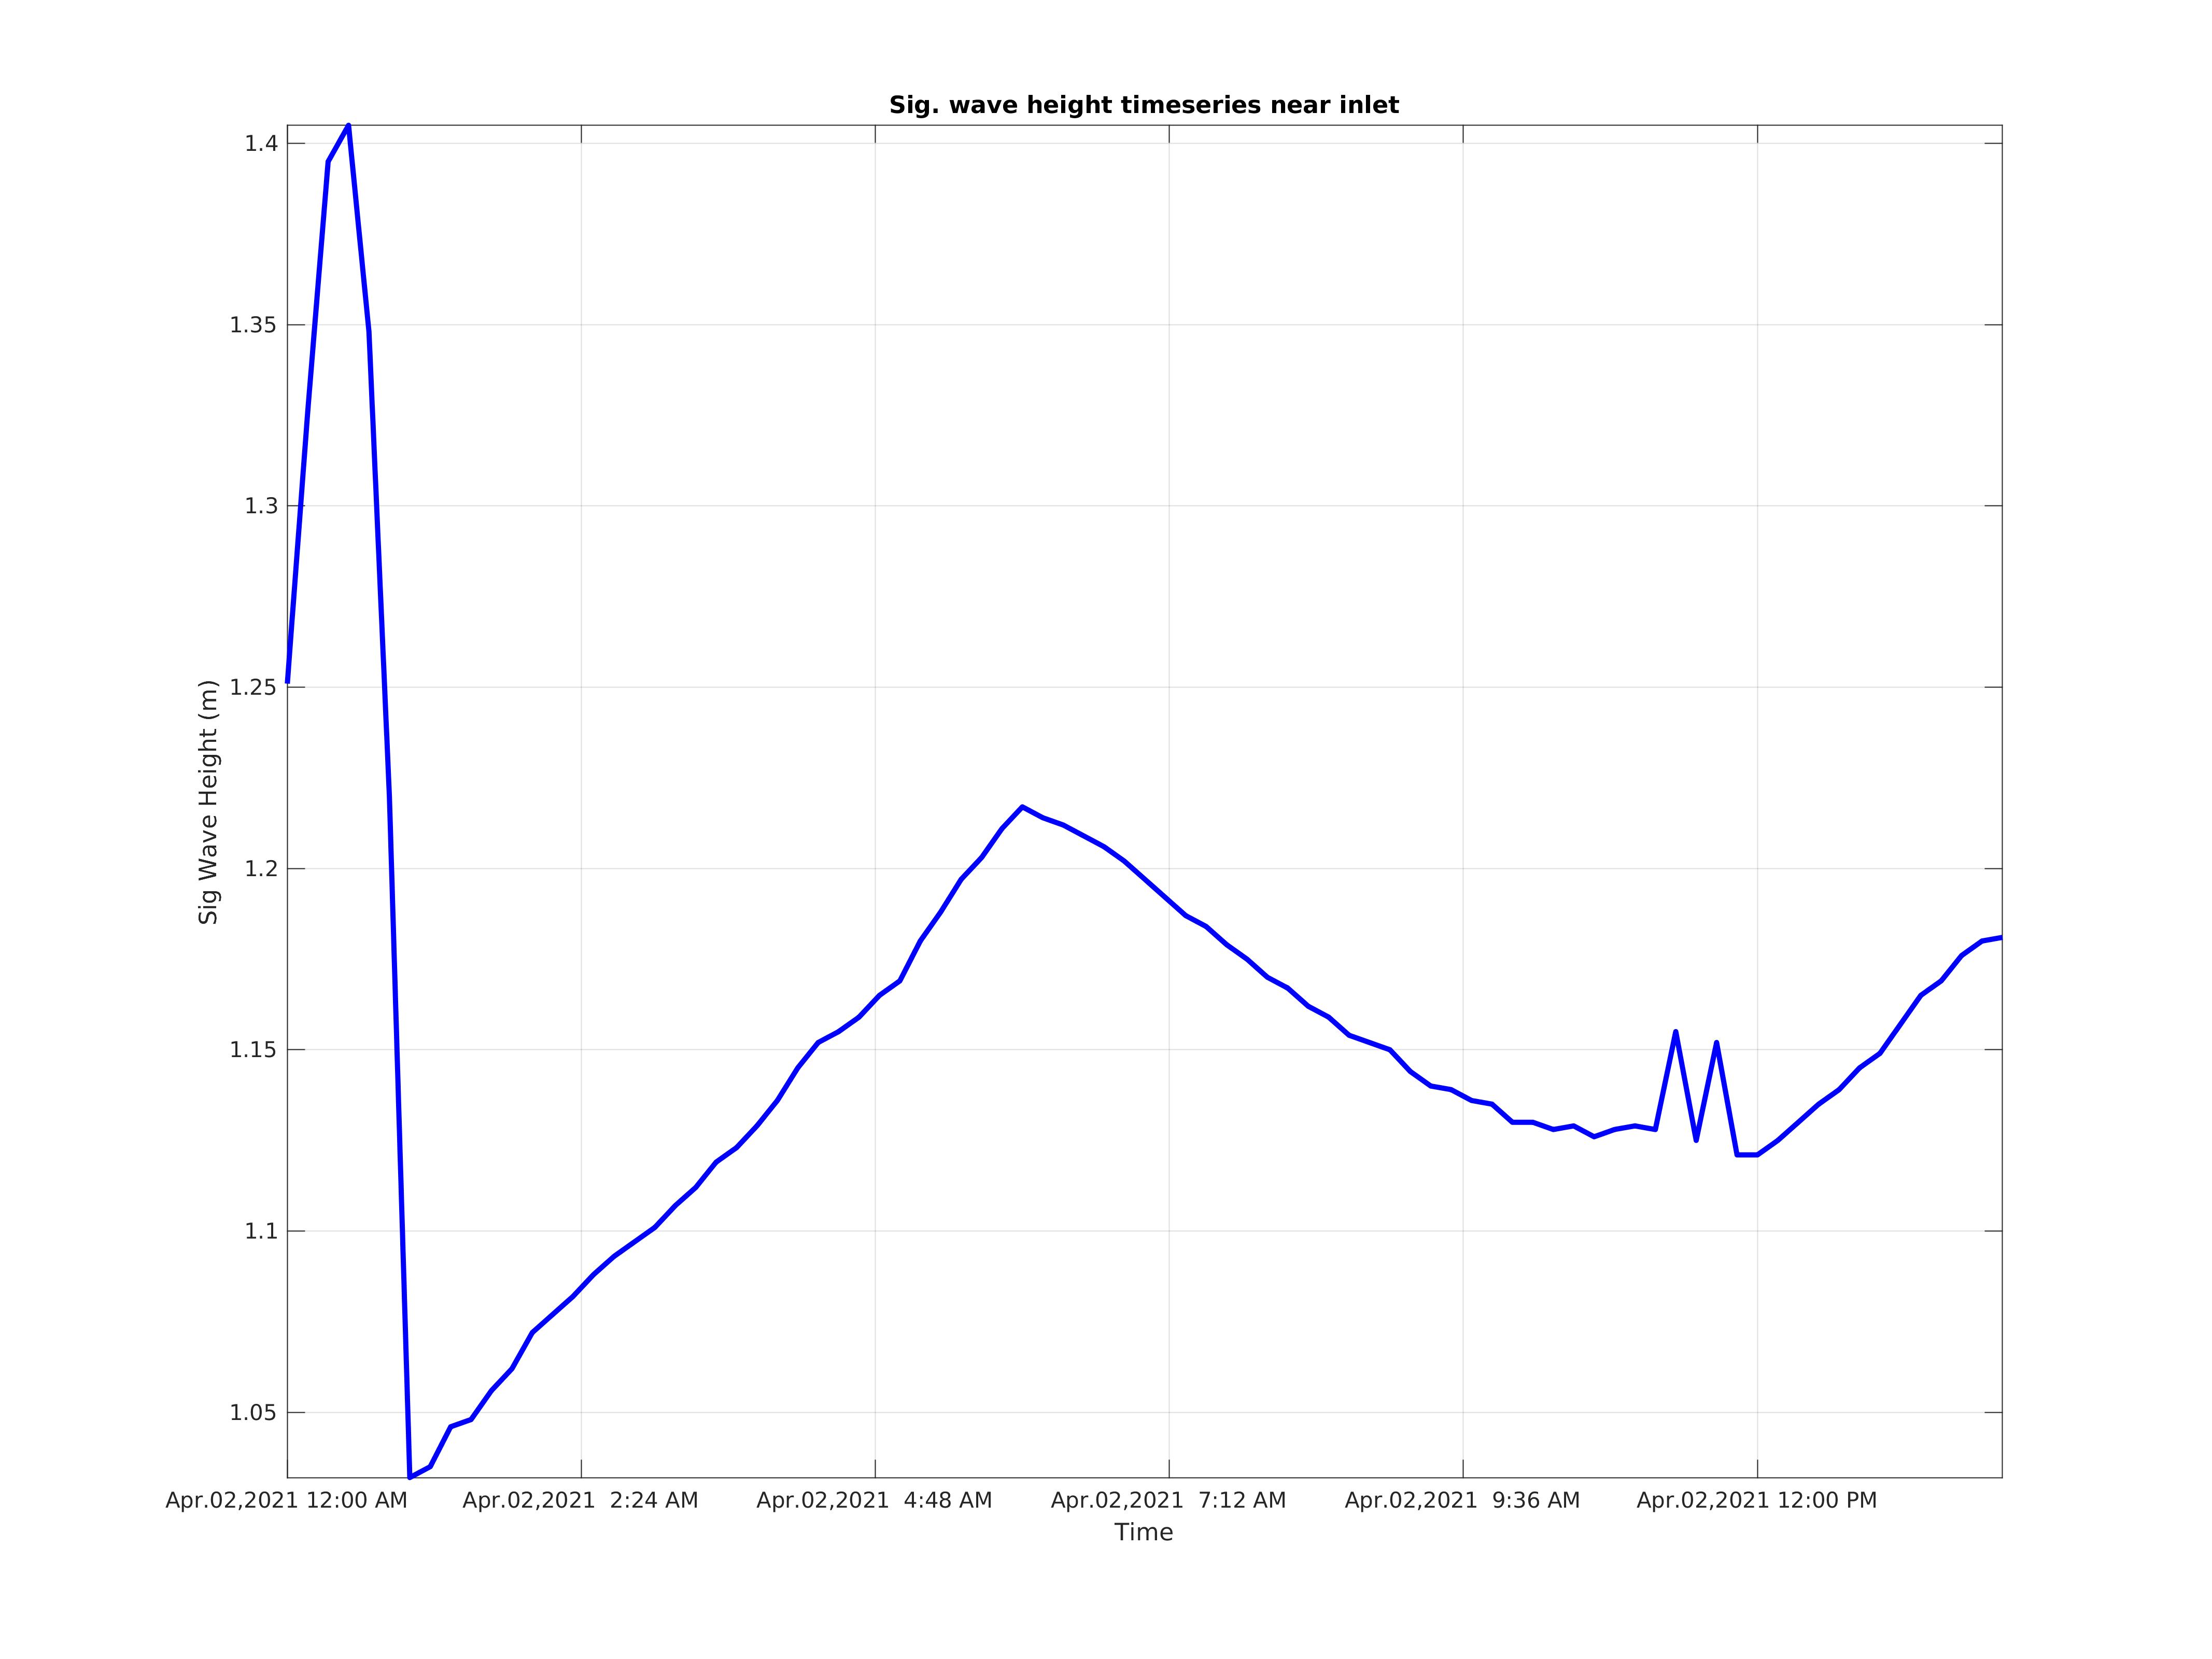 Sig. wave height timeseries near inlet
1.4
1.35
1.3
1.25
1.2
1.15
1.1
1.05
Sig Wave Height (m)
Apr.02,2021 12:00 AM Apr.02,2021  2:24 AM Apr.02,2021  4:48 AM Apr.02,2021  7:12 AM Apr.02,2021  9:36 AM Apr.02,2021 12:00 PM
Time